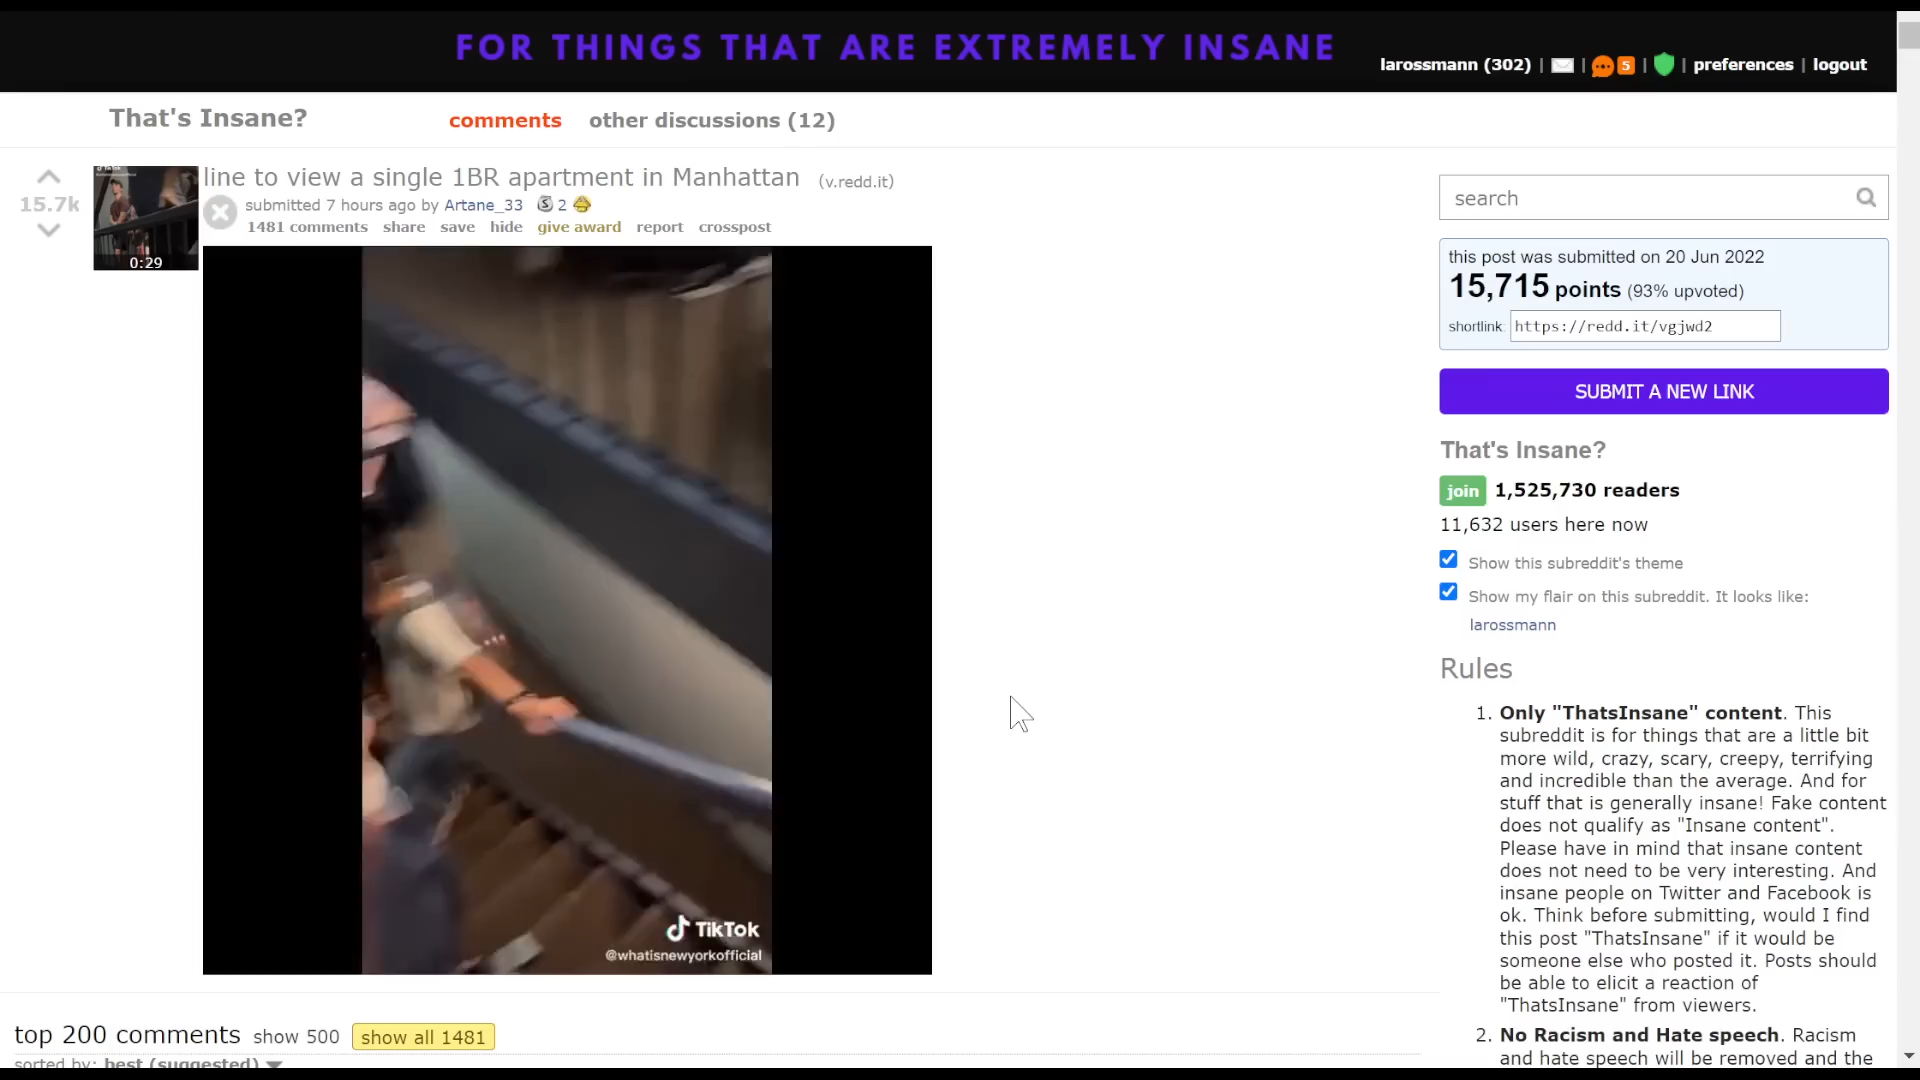 FOR THINGS THAT ARE EXTREMELY INSANE
larossmann (302) | | 5 | | preferences | logout
That's Insane?
comments
other discussions (12)
15.7k
0:29
line to view a single 1BR apartment in Manhattan (v.redd.it)
submitted 7 hours ago by Artane_33 2
1481 comments share save hide give award report crosspost
TikTok
@whatisnewyorkofficial
top 200 comments show 500 show all 1481
sorted by: best (suggested)
search
this post was submitted on 20 Jun 2022
15,715 points (93% upvoted)
shortlink: https://redd.it/vgjwd2
SUBMIT A NEW LINK
That's Insane?
join 1,525,730 readers
11,632 users here now
Show this subreddit's theme
Show my flair on this subreddit. It looks like:
larossmann
Rules
1. Only "ThatsInsane" content. This
subreddit is for things that are a little bit
more wild, crazy, scary, creepy, terrifying
and incredible than the average. And for
stuff that is generally insane! Fake content
does not qualify as "Insane content".
Please have in mind that insane content
does not need to be very interesting. And
insane people on Twitter and Facebook is
ok. Think before submitting, would I find
this post "ThatsInsane" if it would be
someone else who posted it. Posts should
be able to elicit a reaction of
"ThatsInsane" from viewers.
2. No Racism and Hate speech. Racism
and hate speech will be removed and the